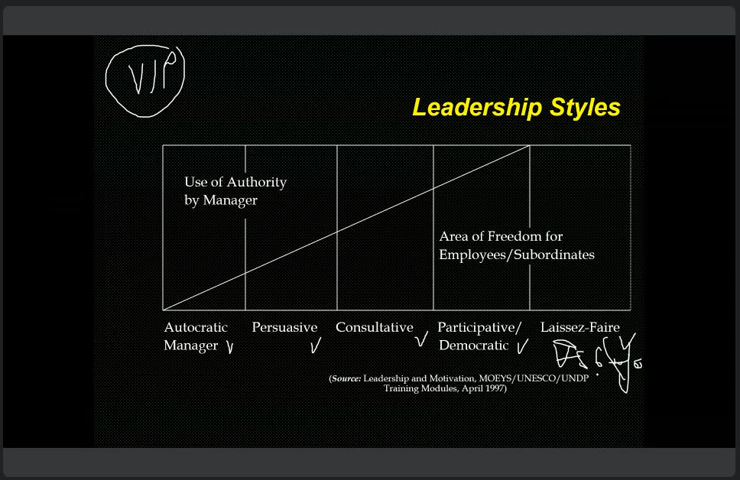 VIP
Leadership Styles
Use of Authority
by Manager
Area of Freedom for
Employees/Subordinates
Autocratic Persuasive Consultative Participative/ Laissez-Faire
Manager Democratic
(Source: Leadership and Motivation, MOEYS/UNESCO/UNDP
Training Modules, April 1997)